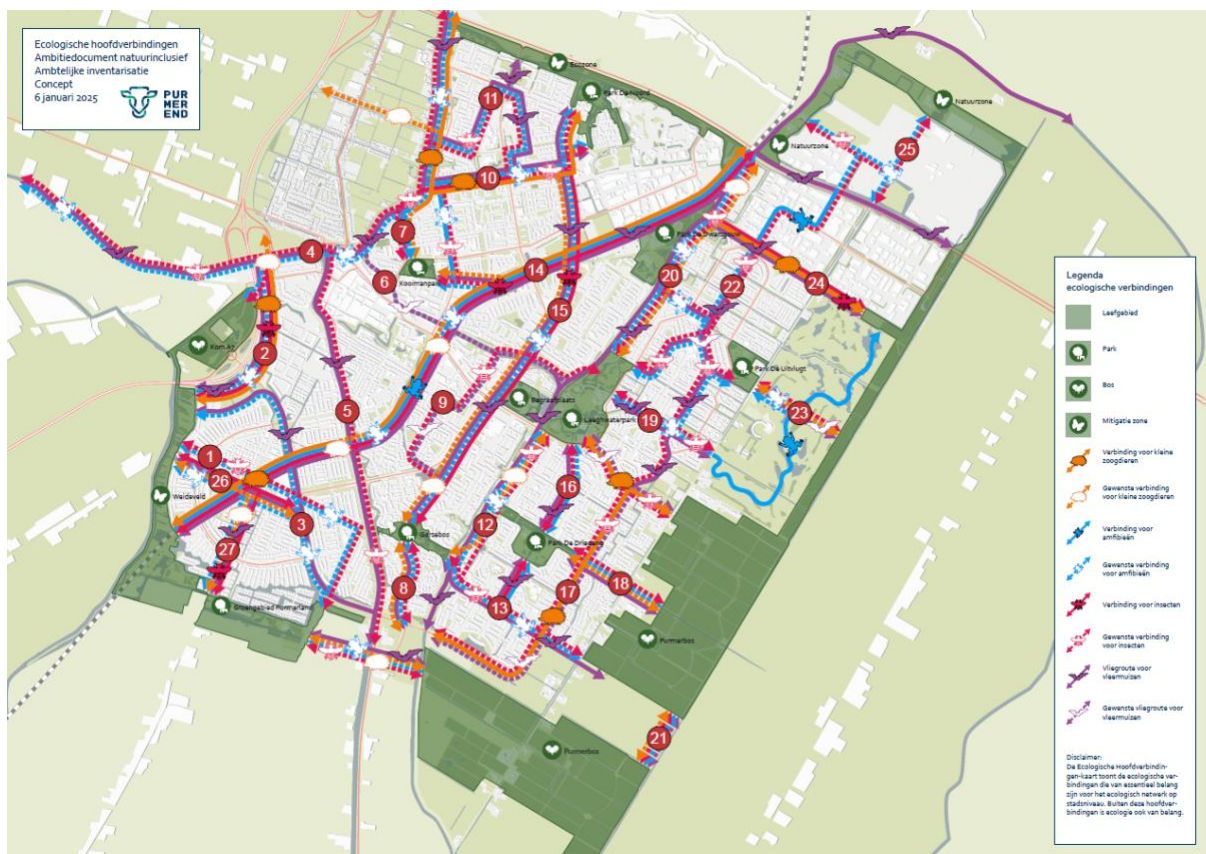 Ecologische hoofdverbindingen
Ambitiedocument natuurinclusief
Ambtelijke inventarisatie
Concept
6 januari 2025
PUR
MER
END
Ecozone
Park De Noord
Natuurzone
Natuurzone
11
25
10
7
4
6
Kooimanpark
14
20
22
24
15
2
Kom A7
5
9
Begraafplaats
Leeghwaterpark
Park De Uitvlugt
19
23
1
26
Weideveld
3
16
12
Park De Driegang
27
8
18
17
13
Purmerbos
21
Purmerbos
Legenda
ecologische verbindingen
Leefgebied
Park
Bos
Mitigatie zone
Verbinding voor kleine
zoogdieren
Gewenste verbinding
voor kleine zoogdieren
Verbinding voor
amfibieën
Gewenste verbinding
voor amfibieën
Verbinding voor insecten
Gewenste verbinding
voor insecten
Vliegroute voor
vleermuizen
Gewenste vliegroute voor
vleermuizen
Disclaimer:
De Ecologische Hoofdverbindin-
gen-kaart toont de ecologische ver-
bindingen die van essentieel belang
zijn voor het ecologisch netwerk op
stadsniveau. Buiten deze hoofdver-
bindingen is ecologie ook van belang.